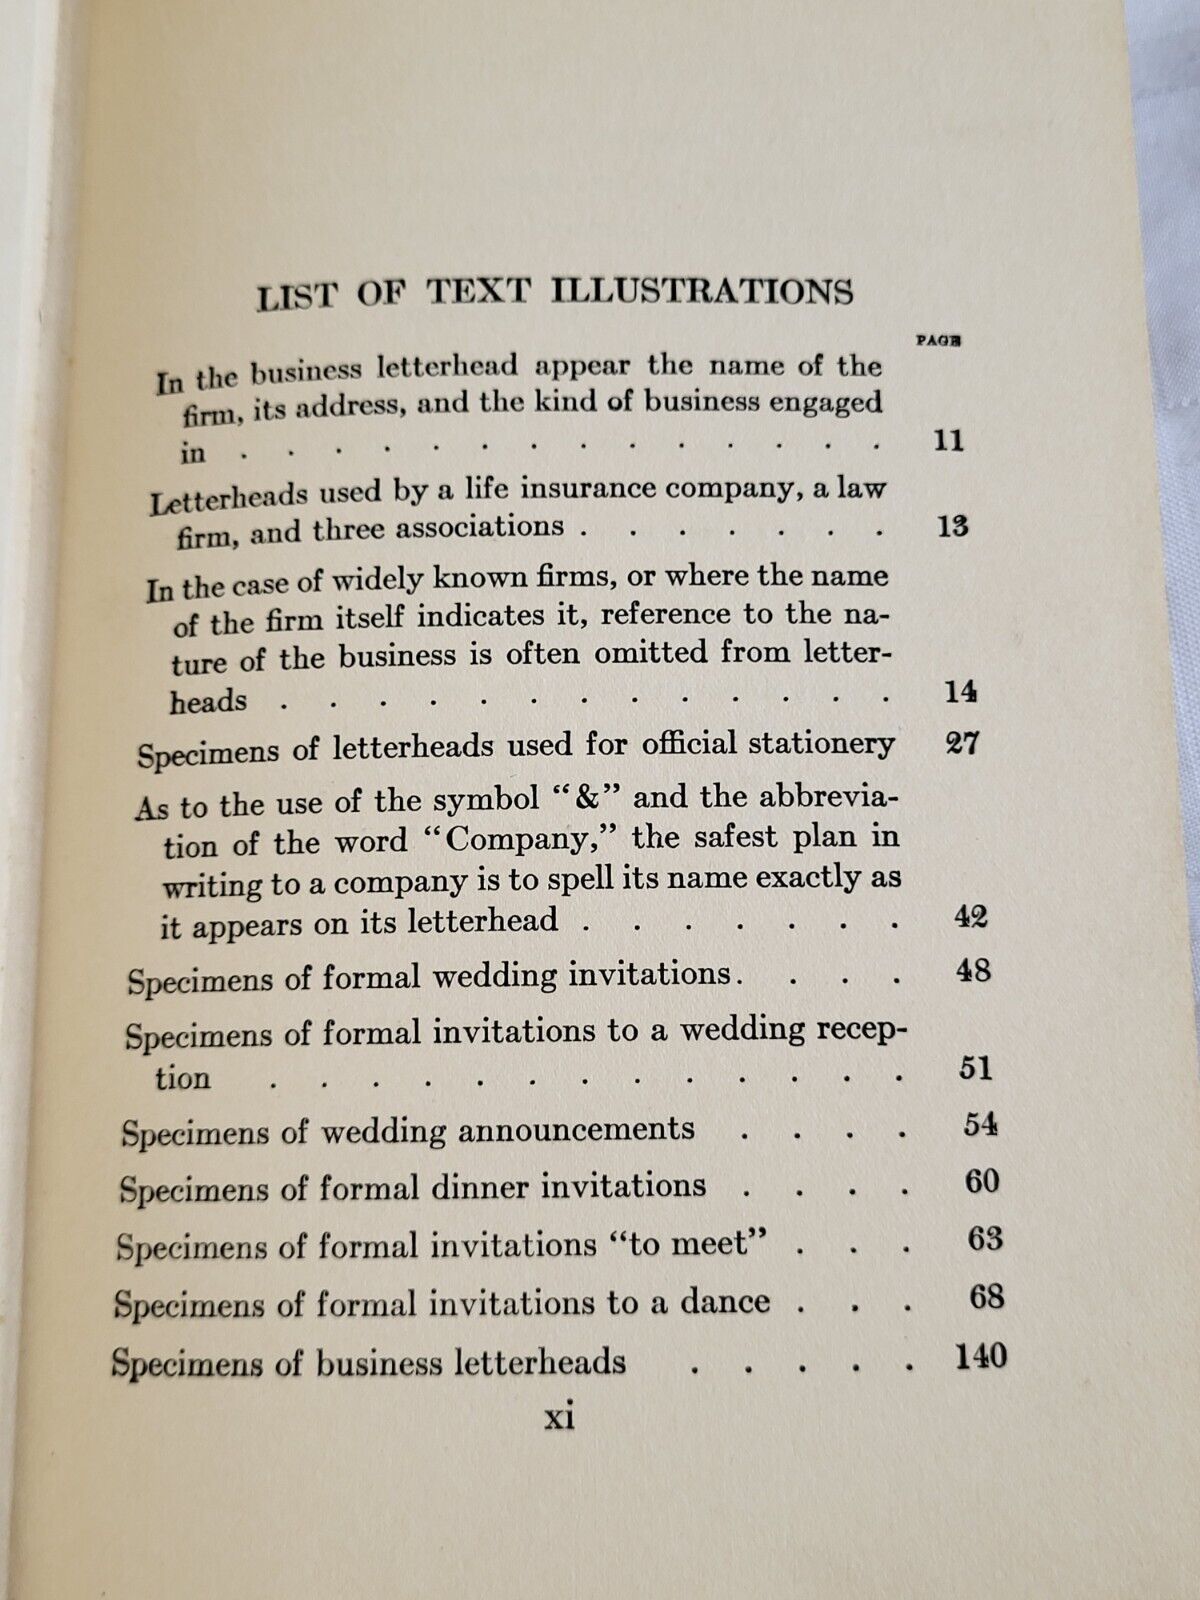 LIST OF TEXT ILLUSTRATIONS
PAGE
In the business letterhead appear the name of the
firm, its address, and the kind of business engaged
in . . . . . . . . . . . . . . 11
Letterheads used by a life insurance company, a law
firm, and three associations . . . . . . . 13
In the case of widely known firms, or where the name
of the firm itself indicates it, reference to the na-
ture of the business is often omitted from letter-
heads . . . . . . . . . . . . . 14
Specimens of letterheads used for official stationery 27
As to the use of the symbol “&” and the abbrevia-
tion of the word “Company,” the safest plan in
writing to a company is to spell its name exactly as
it appears on its letterhead . . . . . . . 42
Specimens of formal wedding invitations. . . . 48
Specimens of formal invitations to a wedding recep-
tion . . . . . . . . . . . . . 51
Specimens of wedding announcements . . . . 54
Specimens of formal dinner invitations . . . . 60
Specimens of formal invitations “to meet” . . . 63
Specimens of formal invitations to a dance . . . 68
Specimens of business letterheads . . . . . 140
xi